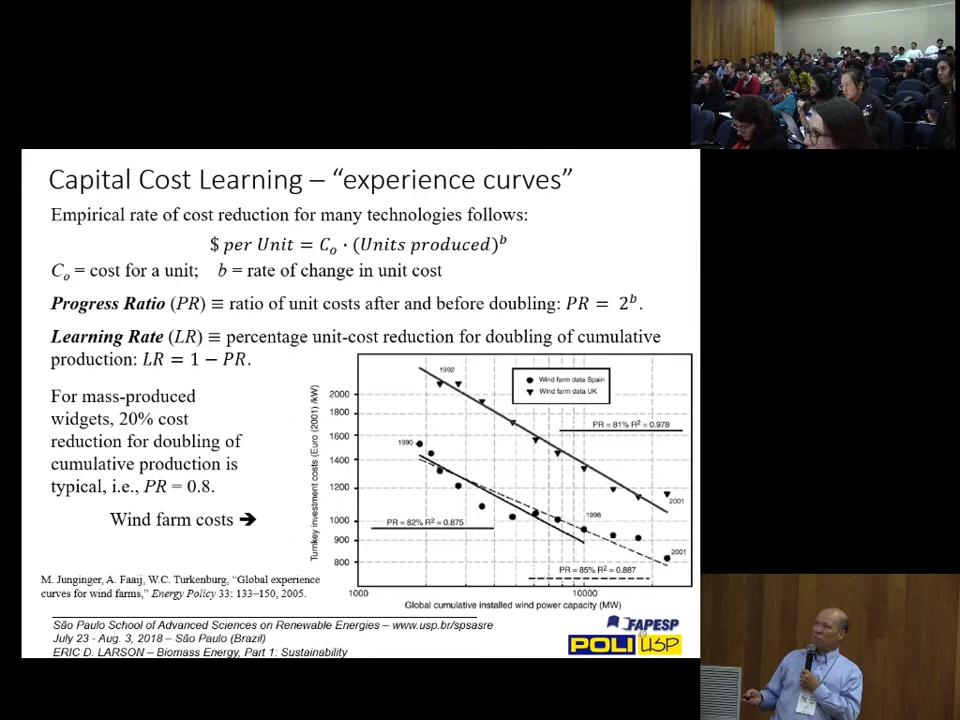 Capital Cost Learning – “experience curves”
Empirical rate of cost reduction for many technologies follows:
$ per Unit = Cₒ · (Units produced)ᵇ
Cₒ = cost for a unit; b = rate of change in unit cost
Progress Ratio (PR) ≡ ratio of unit costs after and before doubling: PR = 2ᵇ.
Learning Rate (LR) ≡ percentage unit-cost reduction for doubling of cumulative
production: LR = 1 − PR.
For mass-produced
widgets, 20% cost
reduction for doubling of
cumulative production is
typical, i.e., PR = 0.8.
Wind farm costs ➔
Turnkey investment costs (Euro (2001) /kW)
2000
1800
1600
1400
1200
1000
900
800
1992
Wind farm data Spain
Wind farm data UK
PR = 81% R² = 0.978
1990
2001
1998
PR = 82% R² = 0.875
2001
PR = 85% R² = 0.887
1000
10000
Global cumulative installed wind power capacity (MW)
M. Junginger, A. Faaij, W.C. Turkenburg, “Global experience
curves for wind farms,” Energy Policy 33: 133–150, 2005.
São Paulo School of Advanced Sciences on Renewable Energies – www.usp.br/spsasre
July 23 - Aug. 3, 2018 – São Paulo (Brazil)
ERIC D. LARSON – Biomass Energy, Part 1: Sustainability
FAPESP
POLI USP